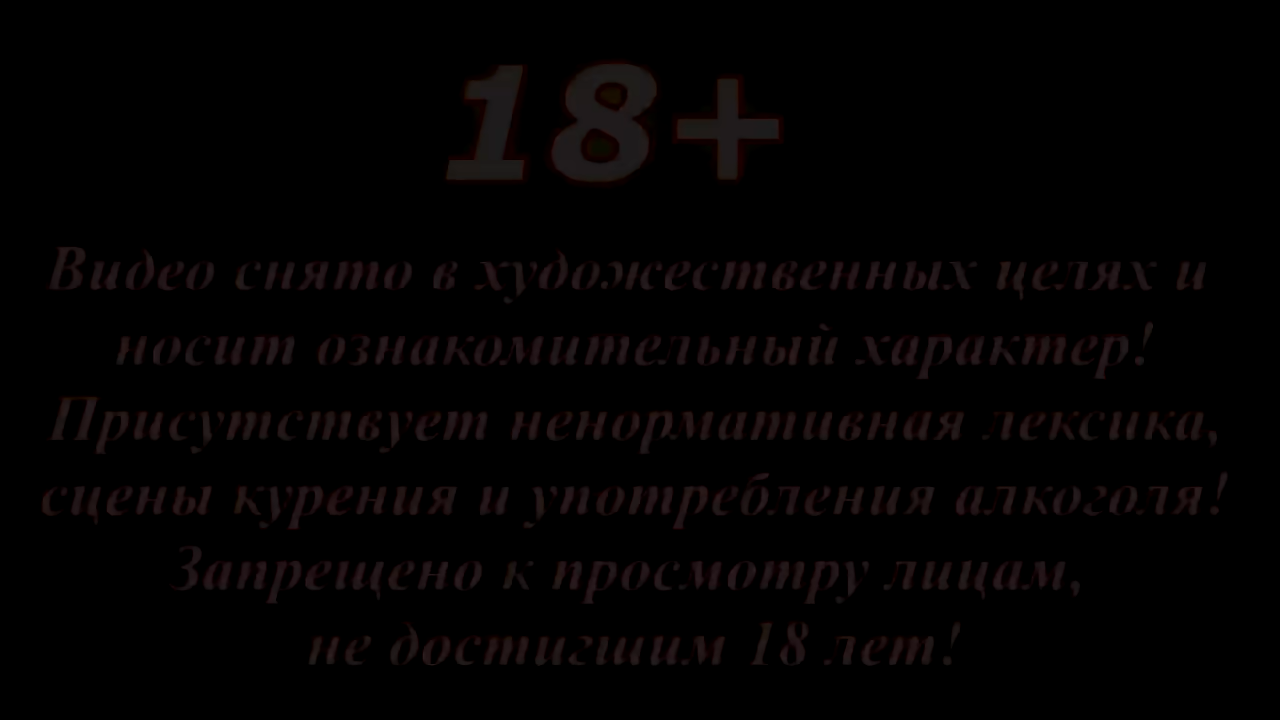 18+
Видео снято в художественных целях и
носит ознакомительный характер!
Присутствует ненормативная лексика,
сцены курения и употребления алкоголя!
Запрещено к просмотру лицам,
не достигшим 18 лет!